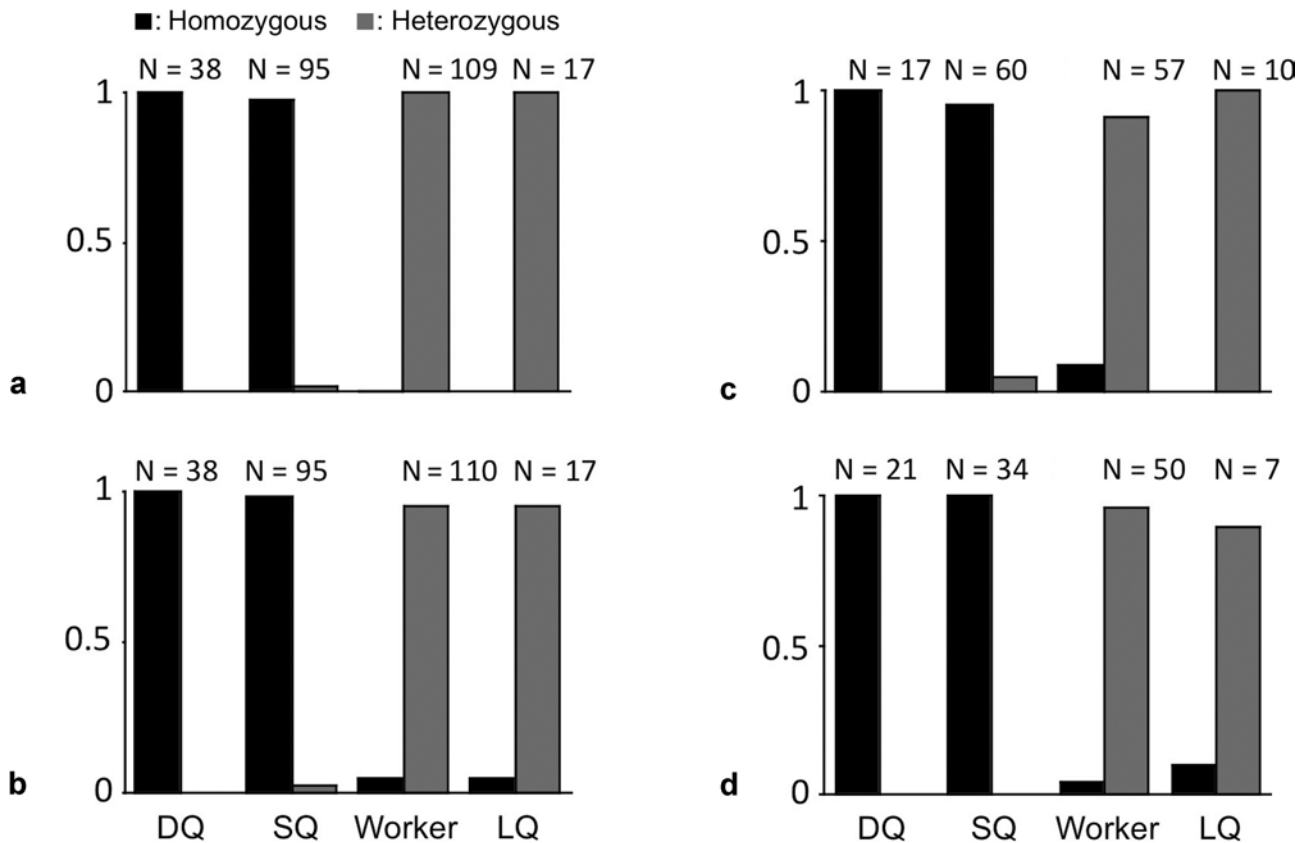 ■: Homozygous ■: Heterozygous
N = 38 N = 95 N = 109 N = 17
1
0.5
0
a
N = 17 N = 60 N = 57 N = 10
1
0.5
0
c
N = 38 N = 95 N = 110 N = 17
1
0.5
0
b
DQ SQ Worker LQ
N = 21 N = 34 N = 50 N = 7
1
0.5
0
d
DQ SQ Worker LQ